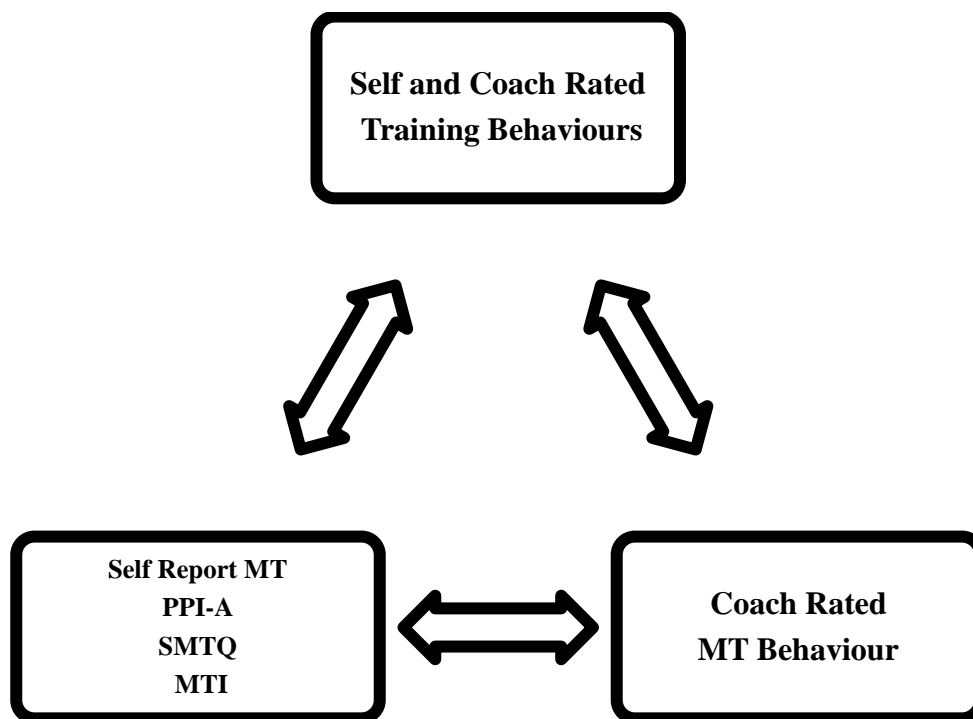 Self and Coach Rated
Training Behaviours
Self Report MT
PPI-A
SMTQ
MTI
Coach Rated
MT Behaviour